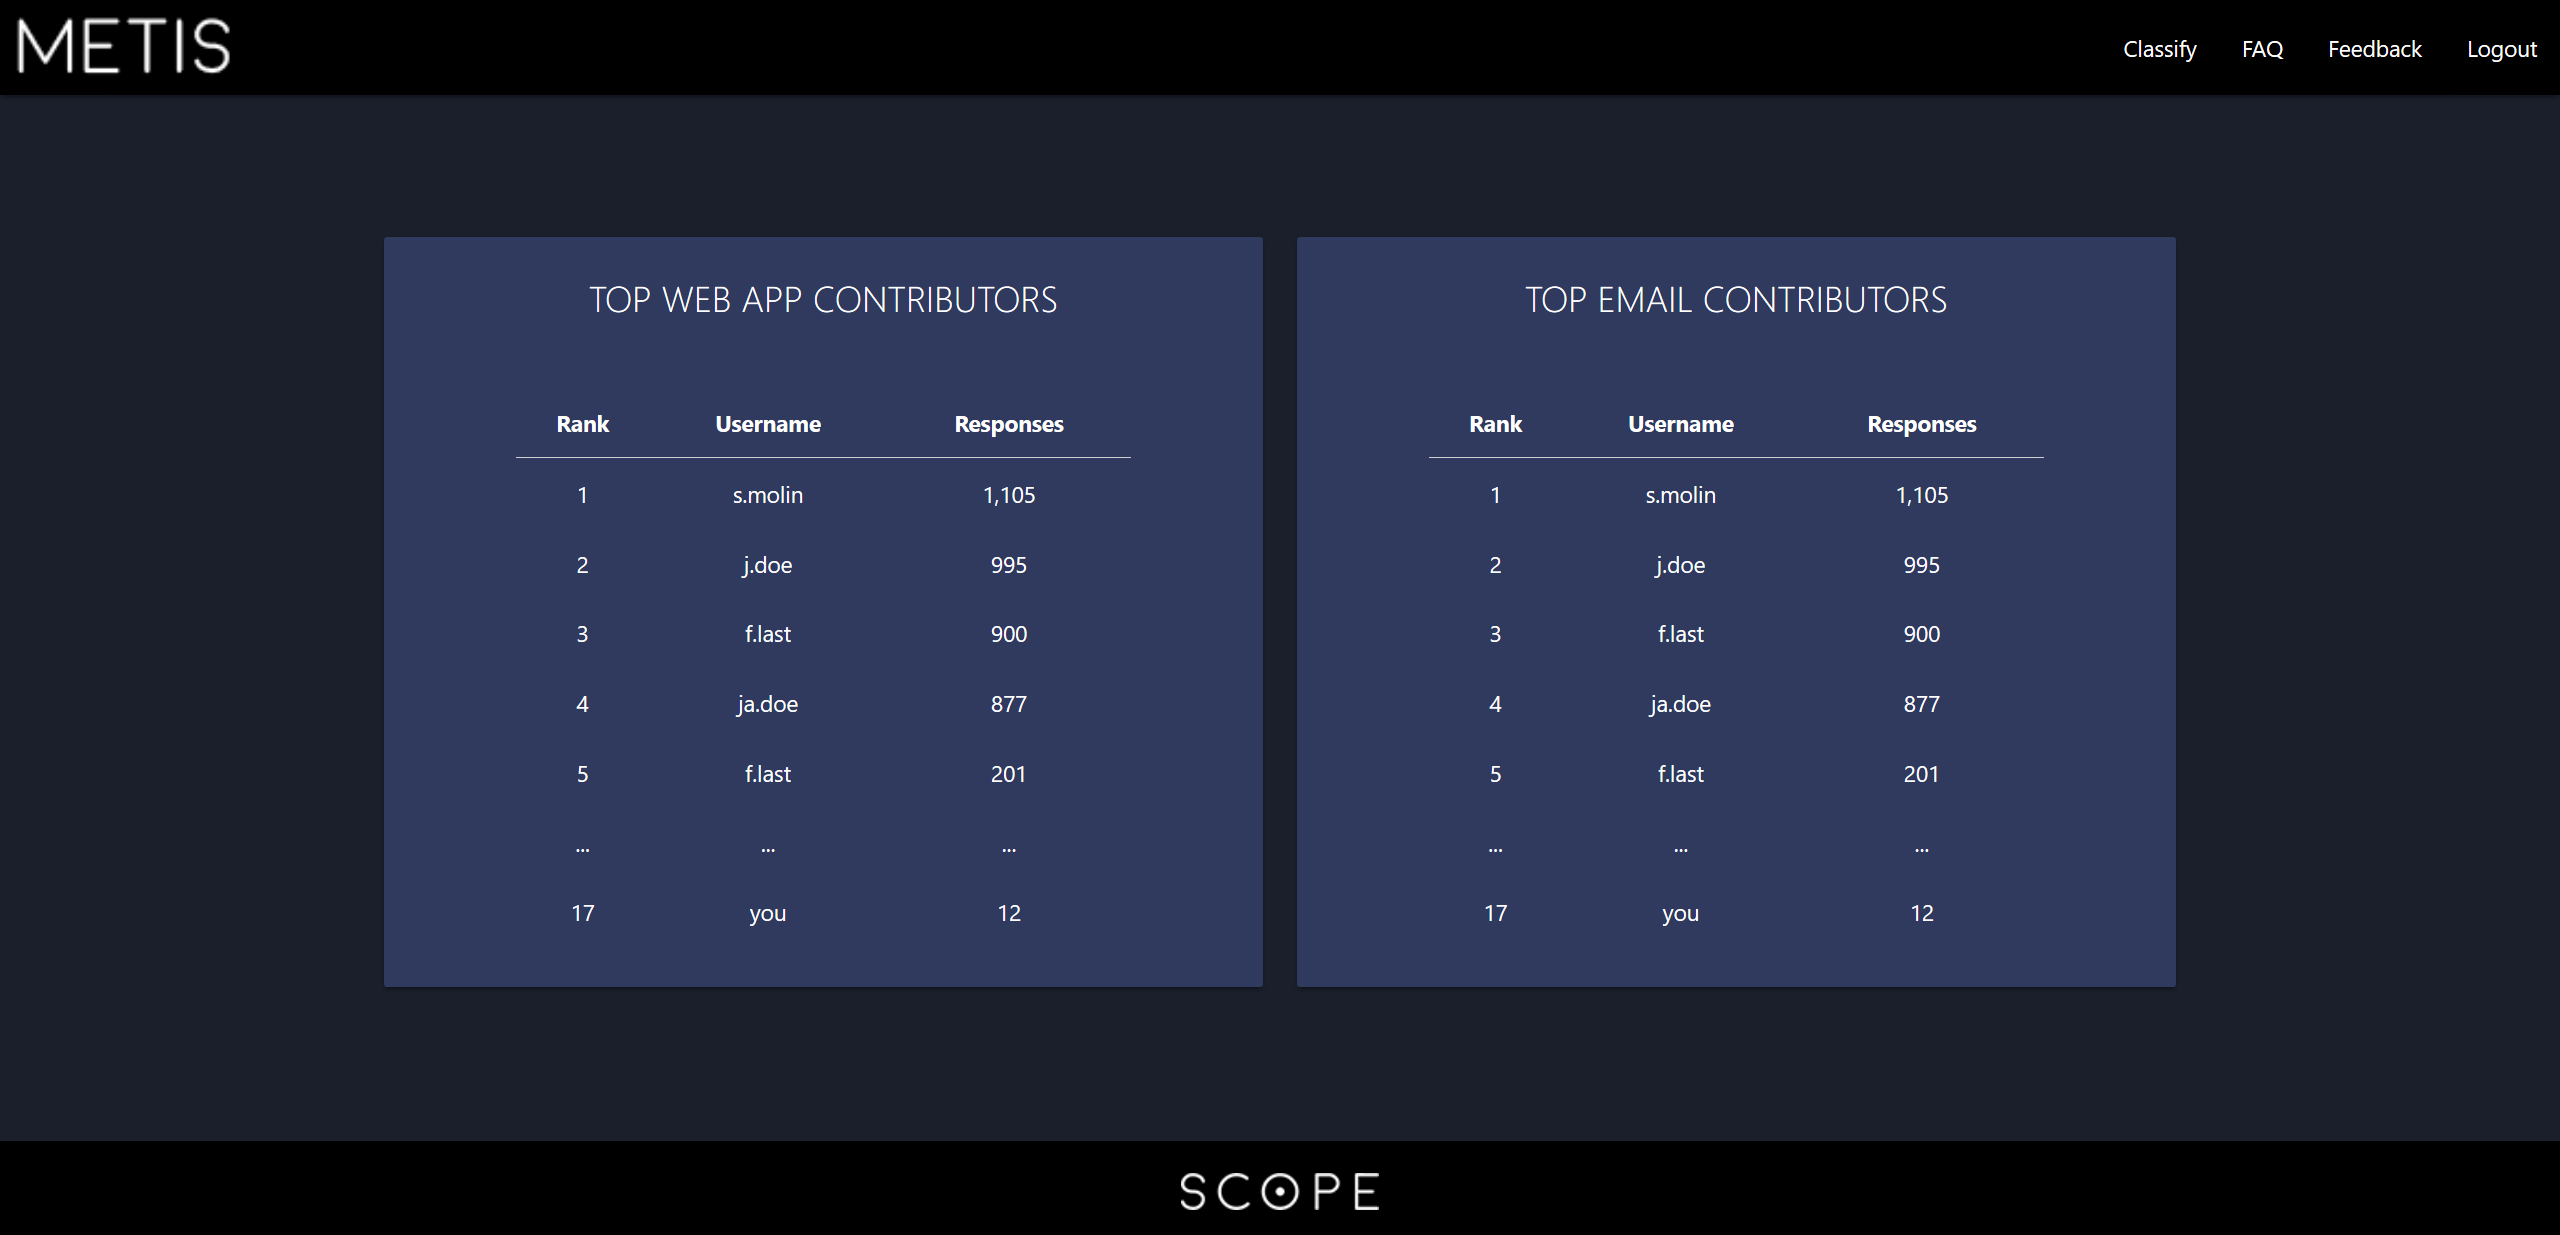 METIS
Classify FAQ Feedback Logout
TOP WEB APP CONTRIBUTORS
Rank Username Responses
1 s.molin 1,105
2 j.doe 995
3 f.last 900
4 ja.doe 877
5 f.last 201
... ... ...
17 you 12
TOP EMAIL CONTRIBUTORS
Rank Username Responses
1 s.molin 1,105
2 j.doe 995
3 f.last 900
4 ja.doe 877
5 f.last 201
... ... ...
17 you 12
SCOPE